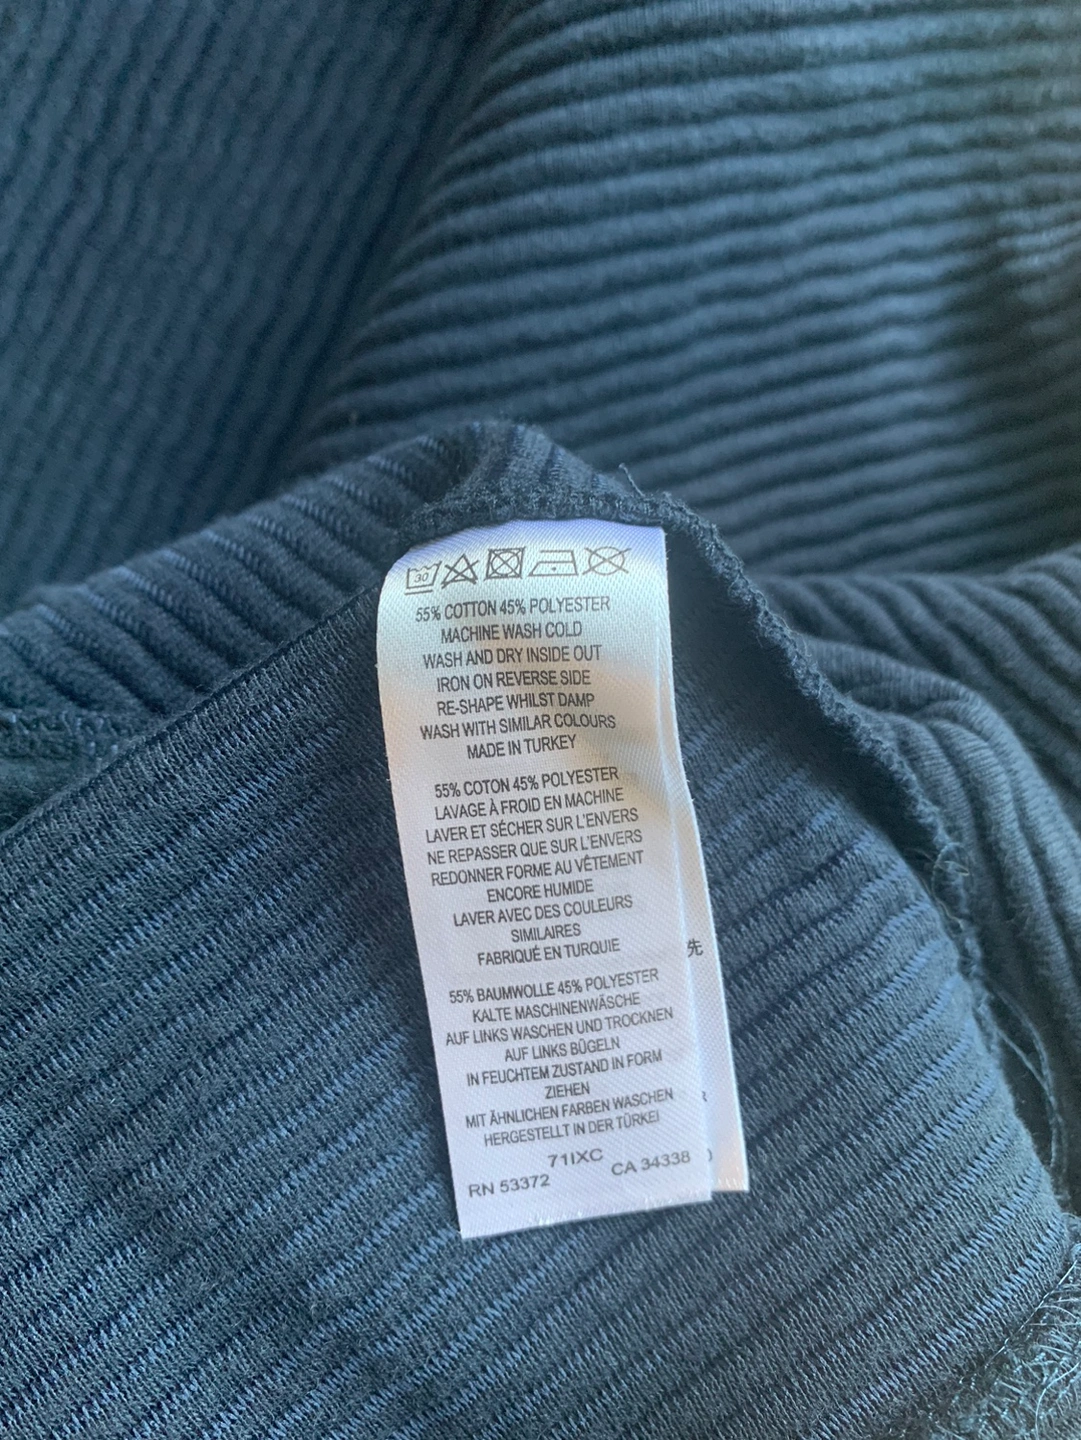 30
55% COTTON 45% POLYESTER
MACHINE WASH COLD
WASH AND DRY INSIDE OUT
IRON ON REVERSE SIDE
RE-SHAPE WHILST DAMP
WASH WITH SIMILAR COLOURS
MADE IN TURKEY
55% COTON 45% POLYESTER
LAVAGE À FROID EN MACHINE
LAVER ET SÉCHER SUR L'ENVERS
NE REPASSER QUE SUR L'ENVERS
REDONNER FORME AU VÊTEMENT
ENCORE HUMIDE
LAVER AVEC DES COULEURS
SIMILAIRES
FABRIQUÉ EN TURQUIE
55% BAUMWOLLE 45% POLYESTER
KALTE MASCHINENWÄSCHE
AUF LINKS WASCHEN UND TROCKNEN
AUF LINKS BÜGELN
IN FEUCHTEM ZUSTAND IN FORM
ZIEHEN
MIT ÄHNLICHEN FARBEN WASCHEN
HERGESTELLT IN DER TÜRKEI
71IXC
RN 53372 CA 34338
先